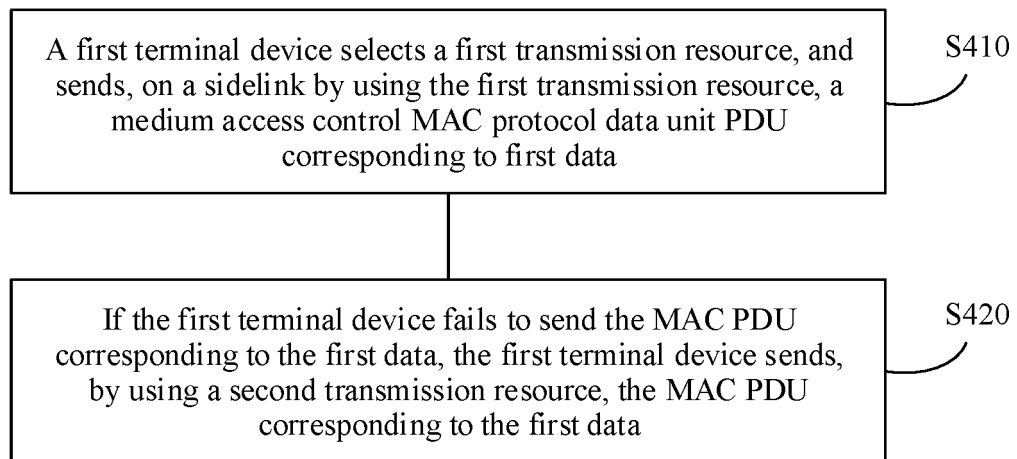 A first terminal device selects a first transmission resource, and
sends, on a sidelink by using the first transmission resource, a
medium access control MAC protocol data unit PDU
corresponding to first data
S410
If the first terminal device fails to send the MAC PDU
corresponding to the first data, the first terminal device sends,
by using a second transmission resource, the MAC PDU
corresponding to the first data
S420